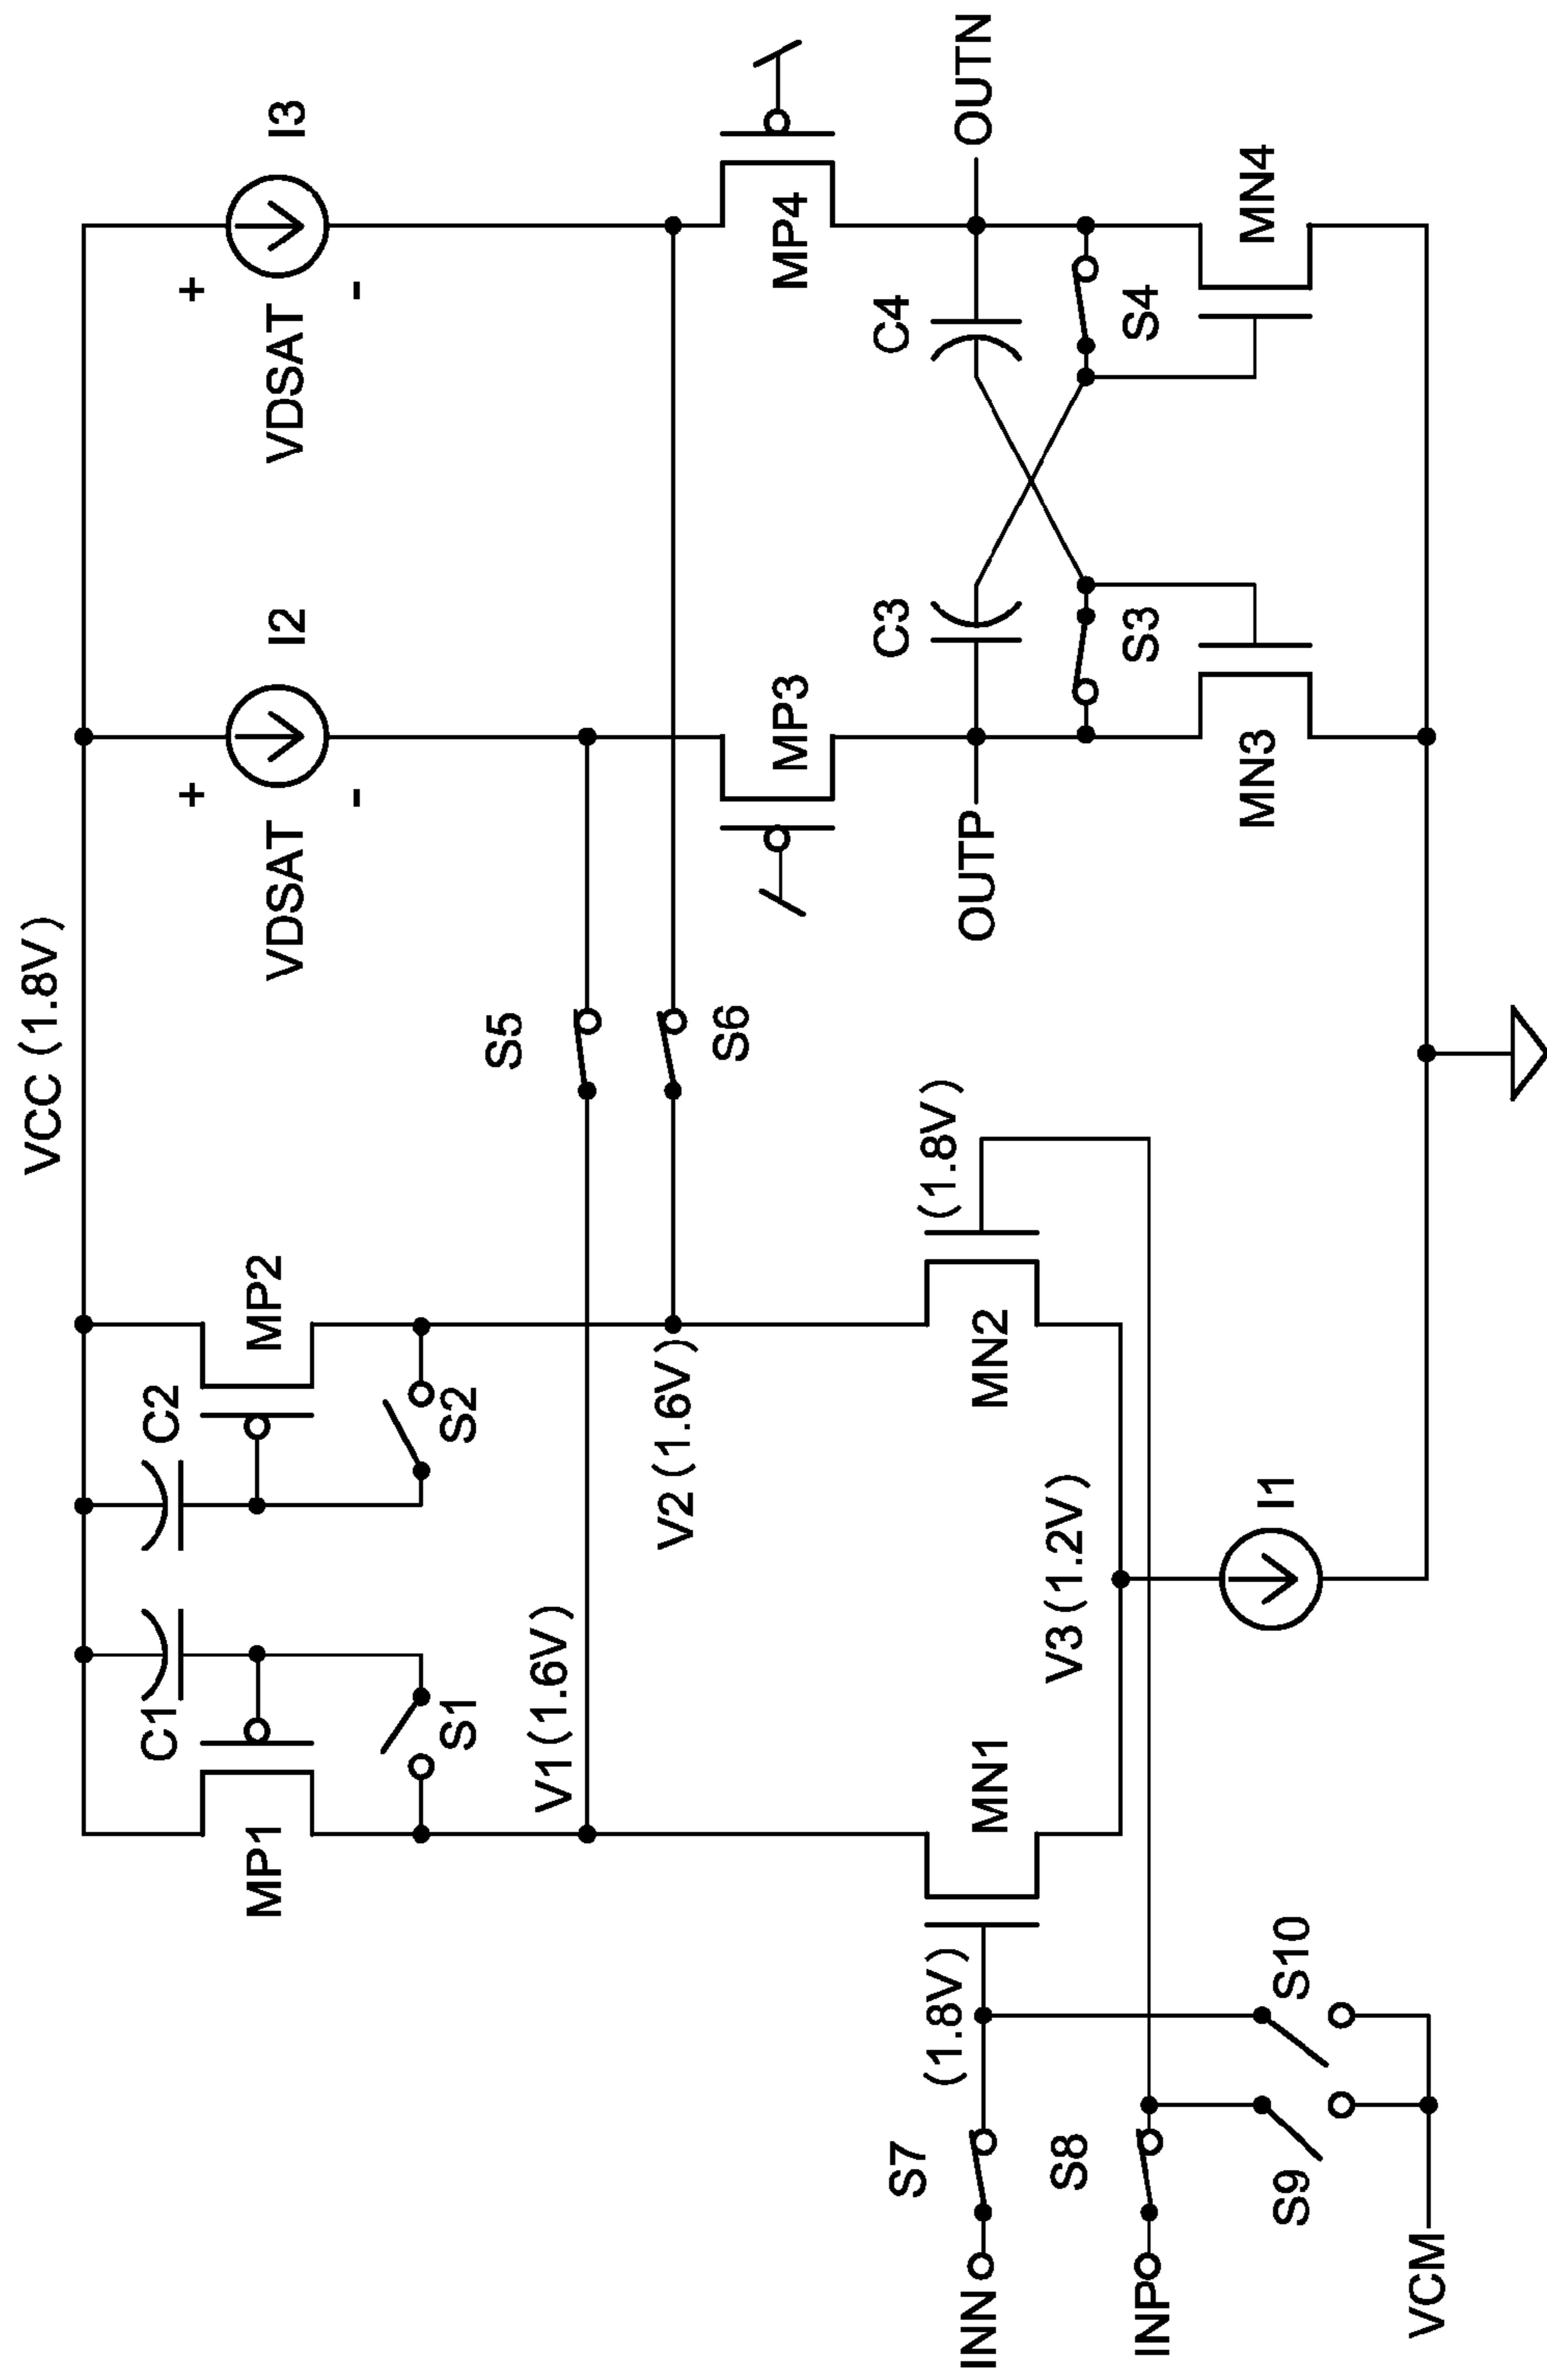 VCC (1.8V)
C1
C2
MP1
MP2
S1
S2
+
+
VDSAT
VDSAT
-
-
I2
I3
S5
V1 (1.6V)
V2 (1.6V)
S6
MP3
MP4
C3
C4
(1.8V)
(1.8V)
OUTP
OUTN
INN
S7
MN1
MN2
V3 (1.2V)
S8
S3
S4
INP
S9
S10
I1
MN3
MN4
VCM